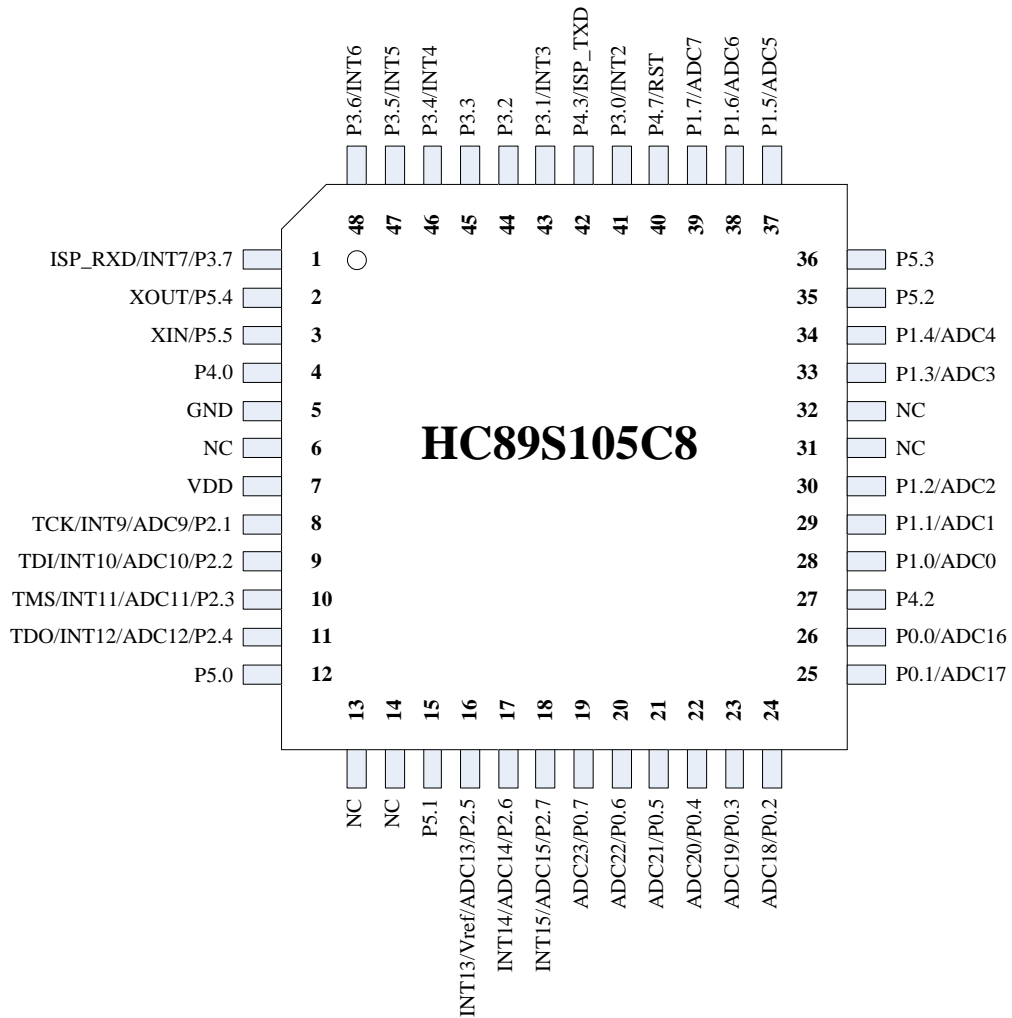 P3.6/INT6
P3.5/INT5
P3.4/INT4
P3.3
P3.2
P3.1/INT3
P4.3/ISP_TXD
P3.0/INT2
P4.7/RST
P1.7/ADC7
P1.6/ADC6
P1.5/ADC5
48
47
46
45
44
43
42
41
40
39
38
37
ISP_RXD/INT7/P3.7
1
XOUT/P5.4
2
XIN/P5.5
3
P4.0
4
GND
5
NC
6
VDD
7
TCK/INT9/ADC9/P2.1
8
TDI/INT10/ADC10/P2.2
9
TMS/INT11/ADC11/P2.3
10
TDO/INT12/ADC12/P2.4
11
P5.0
12
HC89S105C8
36
P5.3
35
P5.2
34
P1.4/ADC4
33
P1.3/ADC3
32
NC
31
NC
30
P1.2/ADC2
29
P1.1/ADC1
28
P1.0/ADC0
27
P4.2
26
P0.0/ADC16
25
P0.1/ADC17
13
14
15
16
17
18
19
20
21
22
23
24
NC
NC
P5.1
INT13/Vref/ADC13/P2.5
INT14/ADC14/P2.6
INT15/ADC15/P2.7
ADC23/P0.7
ADC22/P0.6
ADC21/P0.5
ADC20/P0.4
ADC19/P0.3
ADC18/P0.2